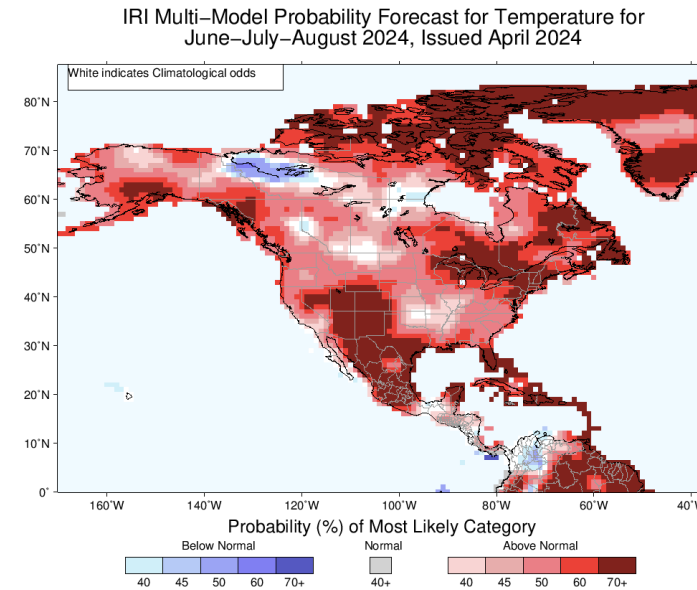 IRI Multi−Model Probability Forecast for Temperature for
June−July−August 2024, Issued April 2024
White indicates Climatological odds
80˚N
70˚N
60˚N
50˚N
40˚N
30˚N
20˚N
10˚N
0˚
160˚W 140˚W 120˚W 100˚W 80˚W 60˚W 40˚
Probability (%) of Most Likely Category
Below Normal Normal Above Normal
40 45 50 60 70+ 40+ 40 45 50 60 70+